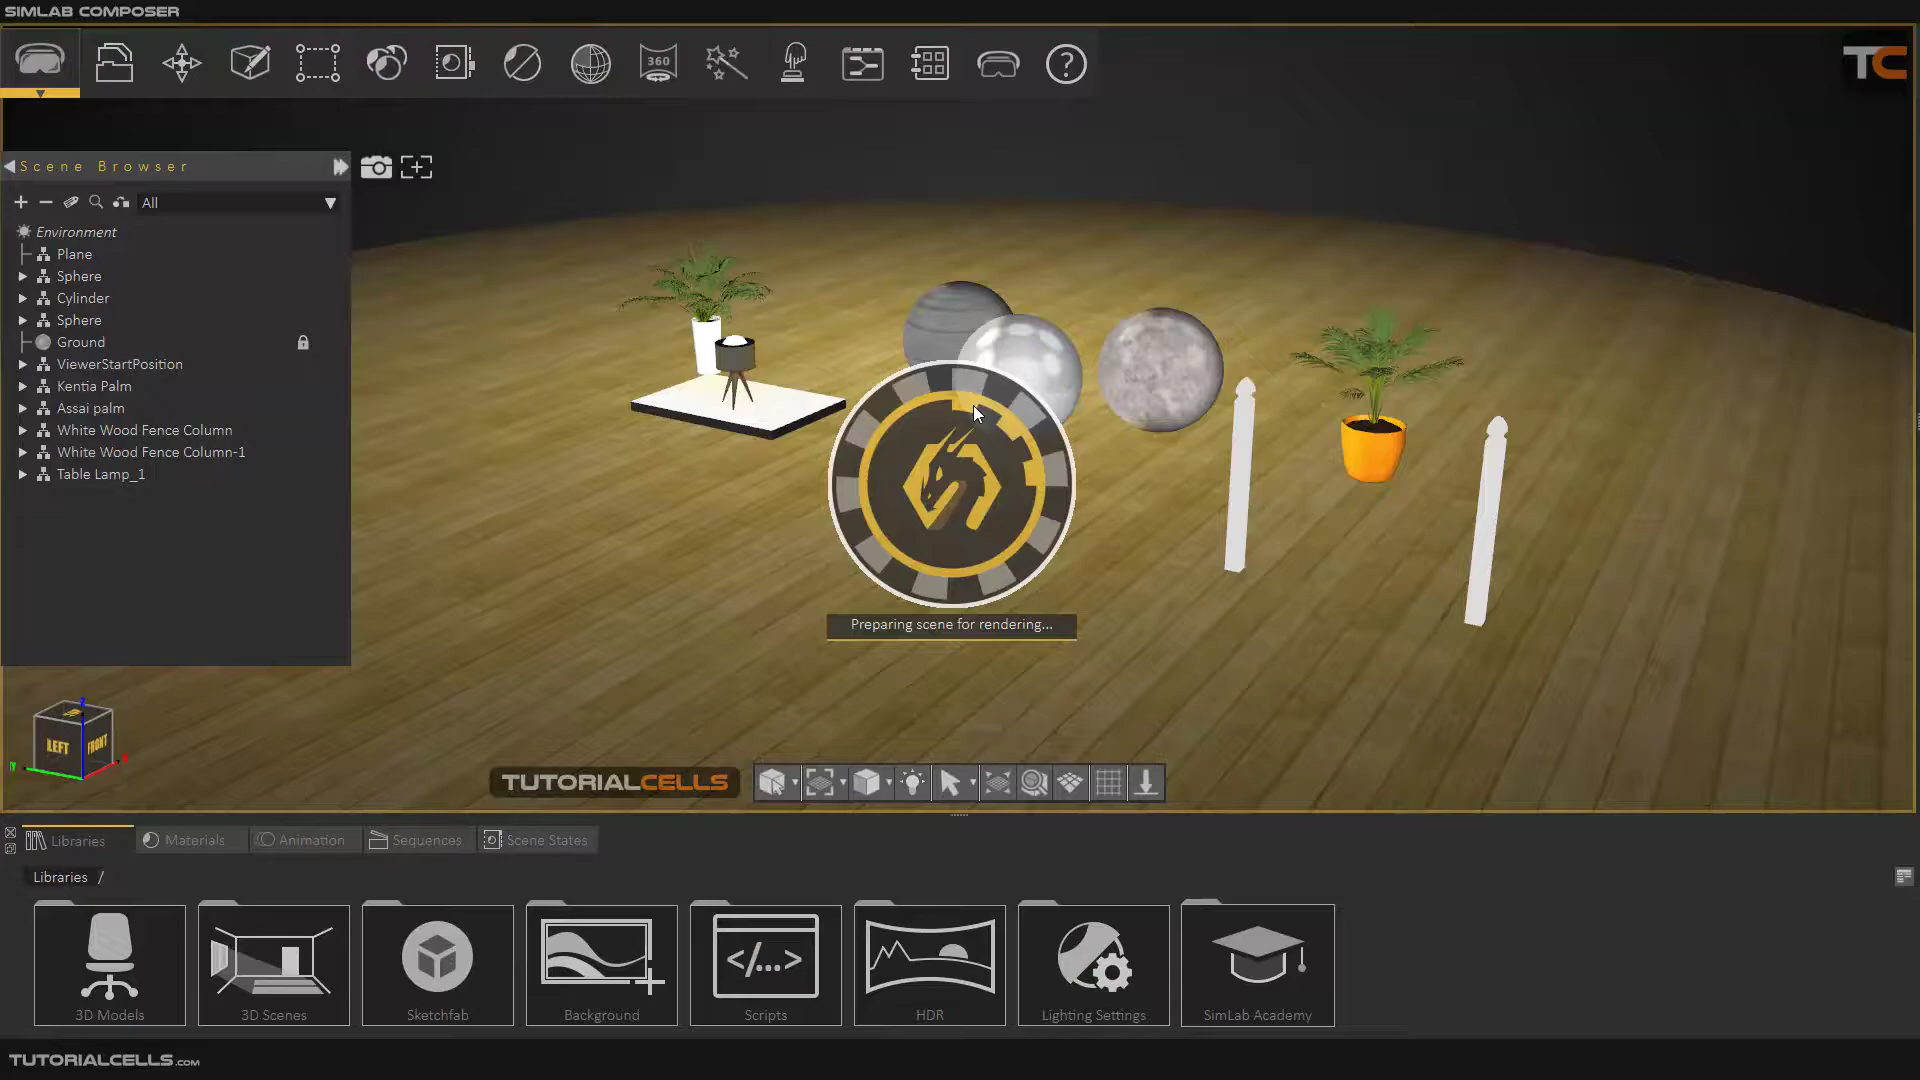 SIMLAB COMPOSER
360
TC
Scene Browser
All
Environment
Plane
Sphere
Cylinder
Sphere
Ground
ViewerStartPosition
Kentia Palm
Assai palm
White Wood Fence Column
White Wood Fence Column-1
Table Lamp_1
Preparing scene for rendering...
LEFT
FRONT
TUTORIALCELLS
Libraries
Materials
Animation
Sequences
Scene States
Libraries /
</...>
3D Models
3D Scenes
Sketchfab
Background
Scripts
HDR
Lighting Settings
SimLab Academy
TUTORIALCELLS.COM